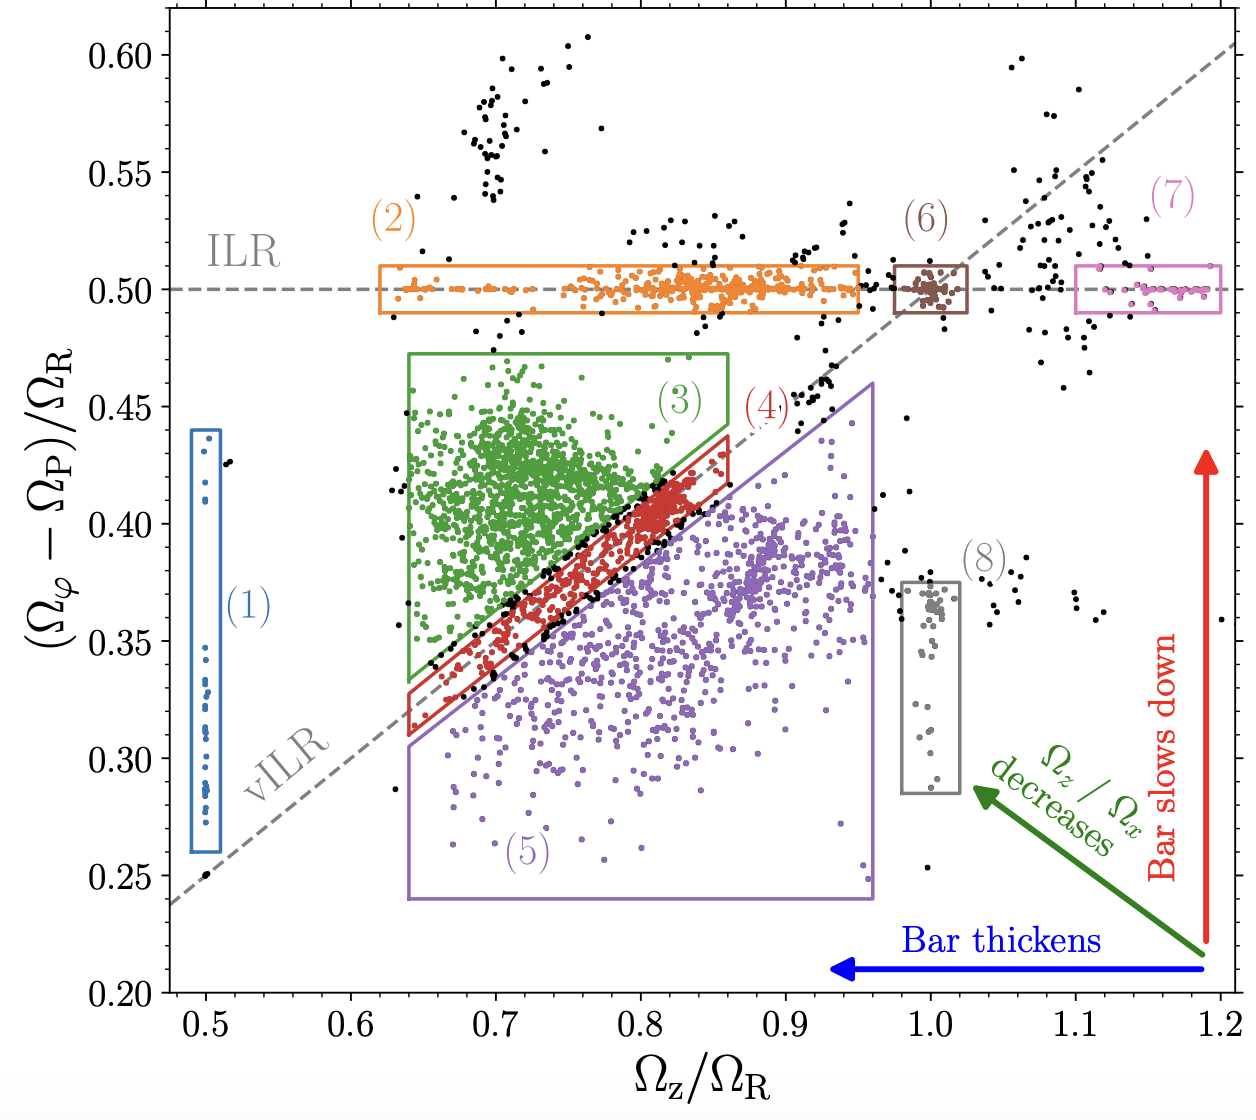 0.60
0.55
0.50
0.45
0.40
0.35
0.30
0.25
0.20
(Ωφ − ΩP)/ΩR
ILR
(2)
(6)
(7)
(3)
(4)
(1)
(8)
vILR
(5)
Ωz / Ωx
decreases
Bar slows down
Bar thickens
0.5 0.6 0.7 0.8 0.9 1.0 1.1 1.2
Ωz/ΩR